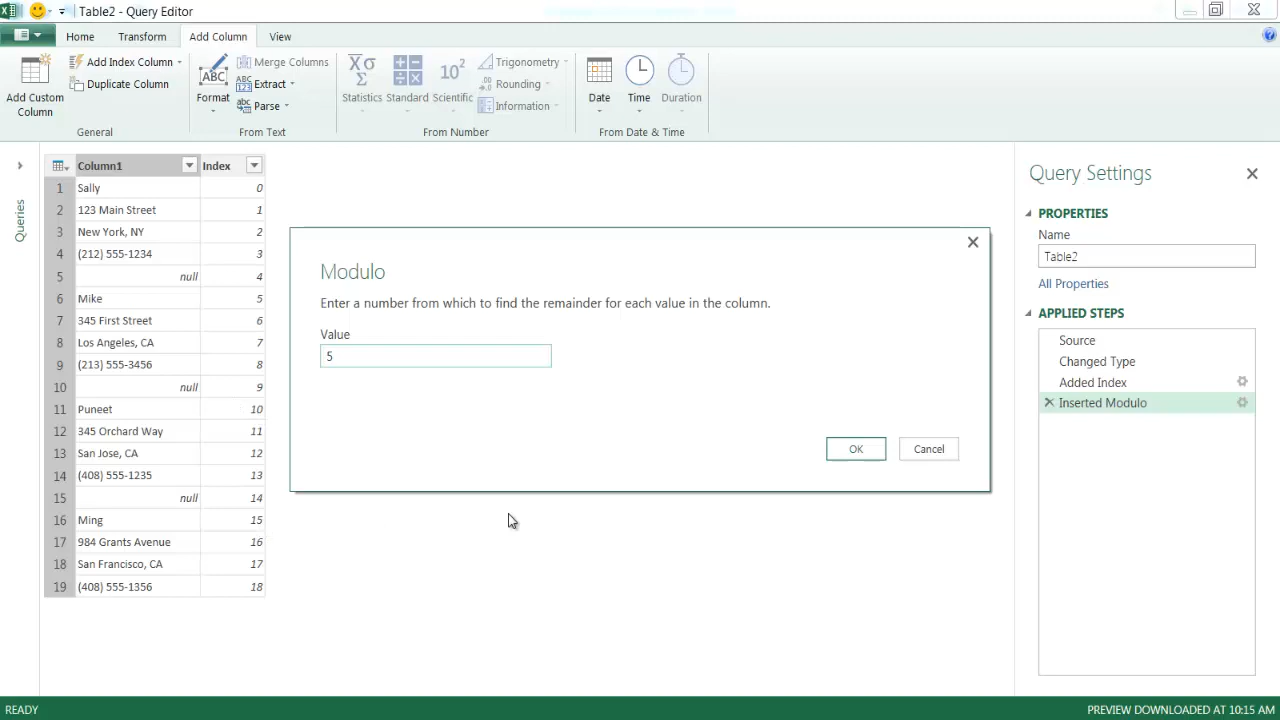 Table2 - Query Editor
Home Transform Add Column View
Add Custom Column
Add Index Column
Duplicate Column
General
ABC
Format
Merge Columns
ABC 123 Extract
abc Parse
From Text
Χσ Σ
Statistics
Standard
10²
Scientific
Trigonometry
.00 Rounding
Information
From Number
Date
Time
Duration
From Date & Time
Queries
Column1 Index
1 Sally 0
2 123 Main Street 1
3 New York, NY 2
4 (212) 555-1234 3
5 null 4
6 Mike 5
7 345 First Street 6
8 Los Angeles, CA 7
9 (213) 555-3456 8
10 null 9
11 Puneet 10
12 345 Orchard Way 11
13 San Jose, CA 12
14 (408) 555-1235 13
15 null 14
16 Ming 15
17 984 Grants Avenue 16
18 San Francisco, CA 17
19 (408) 555-1356 18
Modulo
Enter a number from which to find the remainder for each value in the column.
Value
5
OK Cancel
Query Settings
PROPERTIES
Name
Table2
All Properties
APPLIED STEPS
Source
Changed Type
Added Index
Inserted Modulo
READY
PREVIEW DOWNLOADED AT 10:15 AM